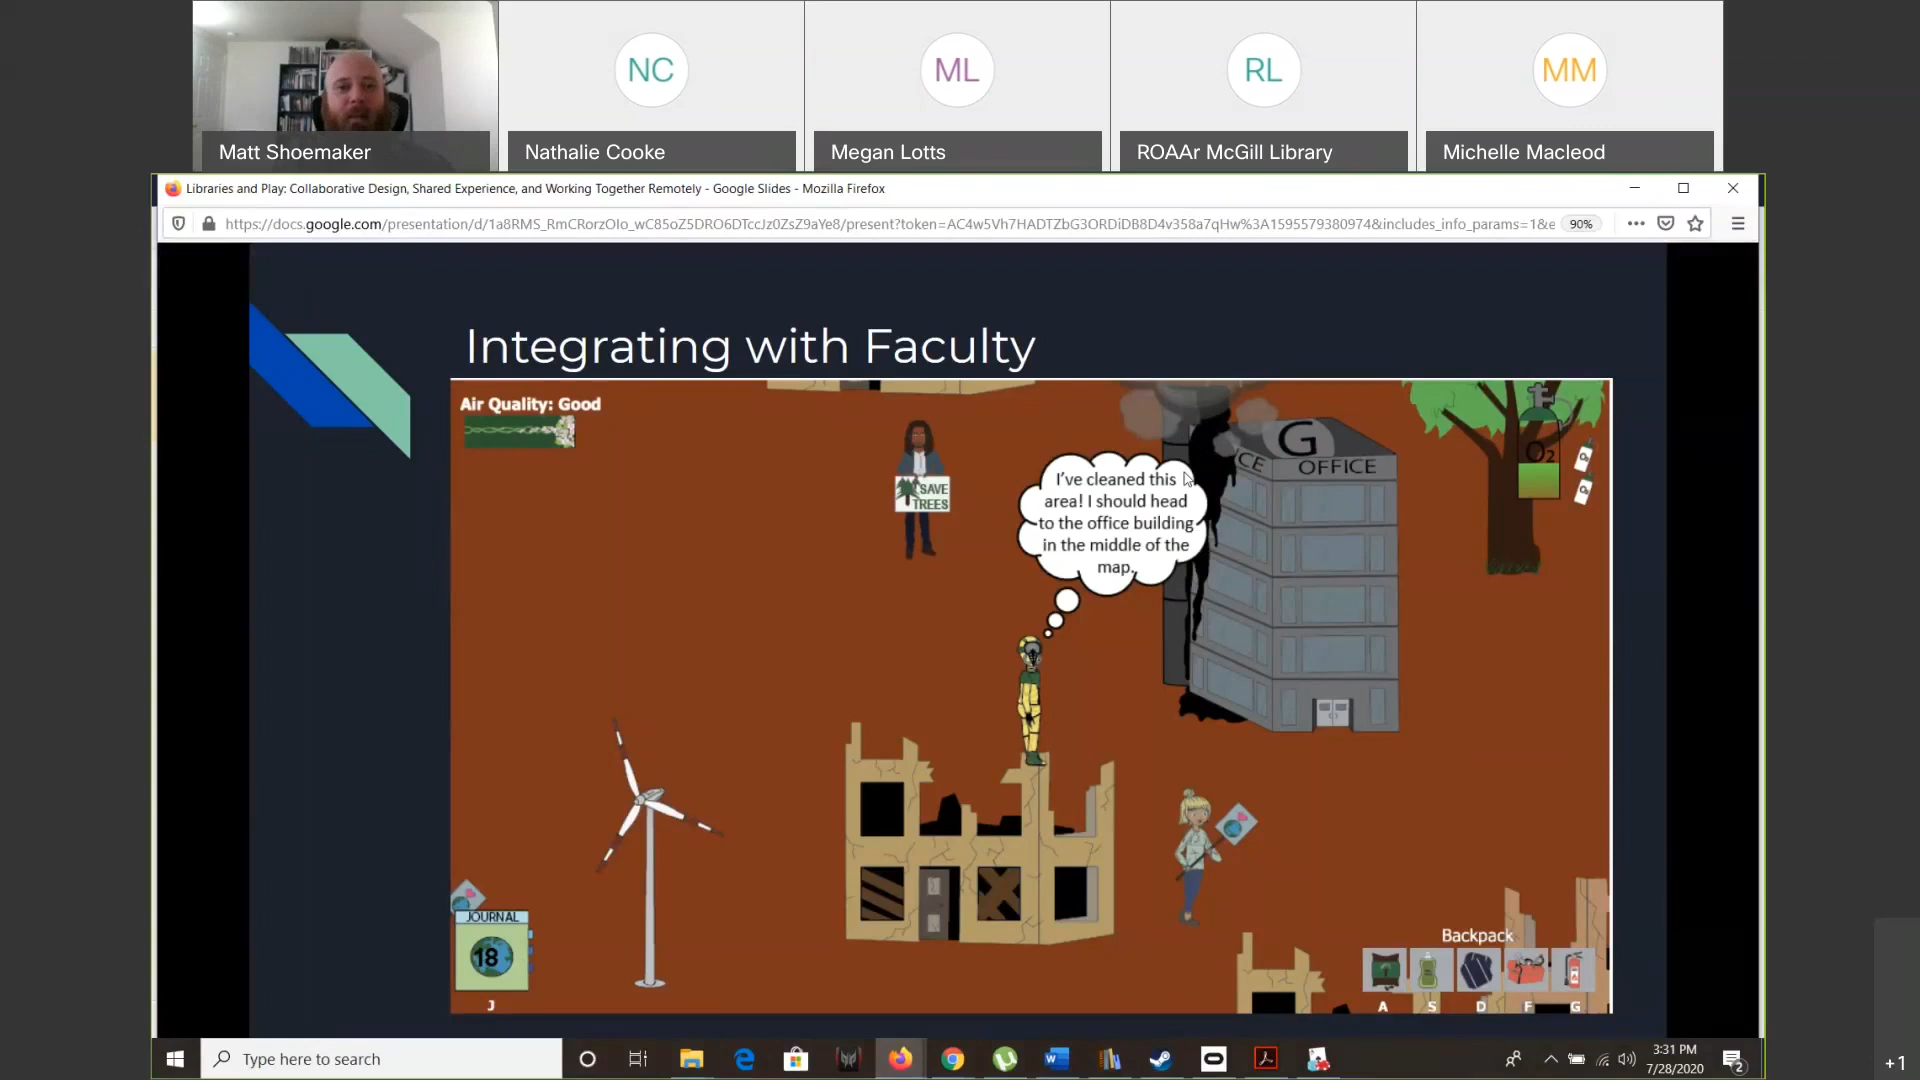 NC
ML
RL
MM
Matt Shoemaker
Nathalie Cooke
Megan Lotts
ROAAr McGill Library
Michelle Macleod
Libraries and Play: Collaborative Design, Shared Experience, and Working Together Remotely - Google Slides - Mozilla Firefox
https://docs.google.com/presentation/d/1a8RMS_RmCRorzOIo_wC85oZ5DRO6DTccJz0ZsZ9aYe8/present?token=AC4w5Vh7HADTZbG3ORDiDB8D4v358a7qHw%3A1595579380974&includes_info_params=1&e
90%
Integrating with Faculty
Air Quality: Good
SAVE
TREES
I've cleaned this
area! I should head
to the office building
in the middle of the
map.
G
CE
OFFICE
O2
O2
O2
JOURNAL
18
J
Backpack
A S D F G
Type here to search
3:31 PM
7/28/2020
2
+1